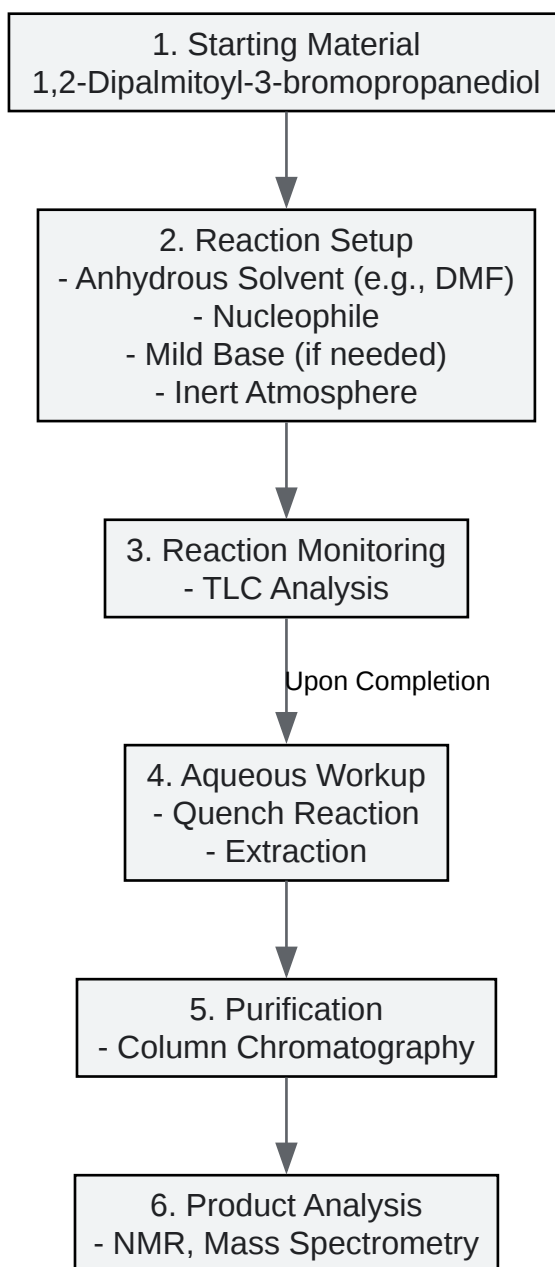 1. Starting Material
1,2-Dipalmitoyl-3-bromopropanediol
2. Reaction Setup
- Anhydrous Solvent (e.g., DMF)
- Nucleophile
- Mild Base (if needed)
- Inert Atmosphere
3. Reaction Monitoring
- TLC Analysis
Upon Completion
4. Aqueous Workup
- Quench Reaction
- Extraction
5. Purification
- Column Chromatography
6. Product Analysis
- NMR, Mass Spectrometry